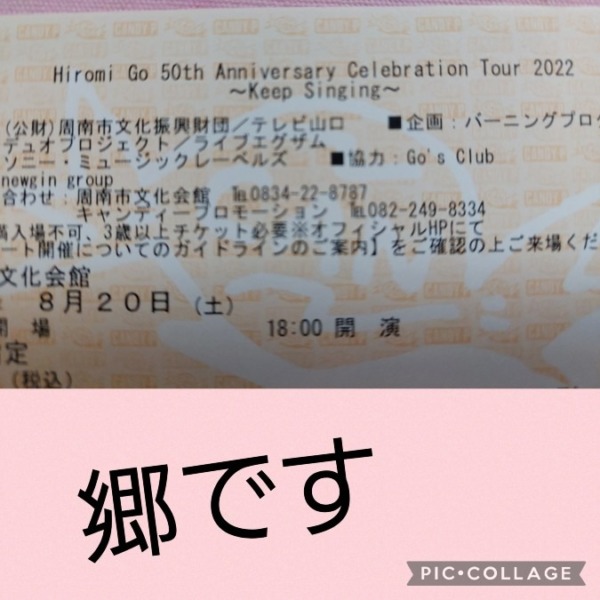 Hiromi Go 50th Anniversary Celebration Tour 2022
～Keep Singing～
(公財)周南市文化振興財団／テレビ山口 ■企画：バーニングプロダ
デュオプロジェクト／ライブエグザム
ソニー・ミュージックレーベルズ ■協力：Go's Club
newgin group
合わせ：周南市文化会館 ℡0834-22-8787
キャンディープロモーション ℡082-249-8334
入場不可、3歳以上チケット必要※オフィシャルHPにて
ート開催についてのガイドラインのご案内】をご確認の上ご来場くだ
文化会館
8月20日 (土)
開場 18:00 開 演
指定
(税込)
郷です
PIC•COLLAGE